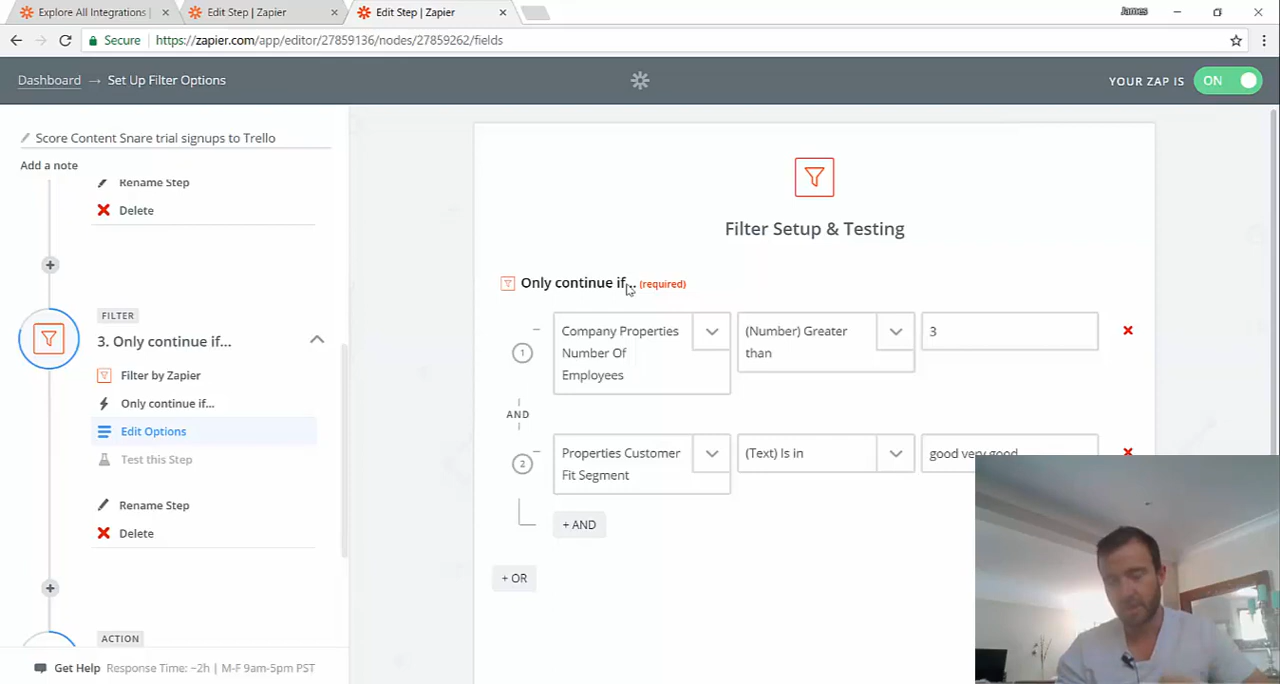 Explore All Integrations |
Edit Step | Zapier
Edit Step | Zapier
James
Secure
https://zapier.com/app/editor/27859136/nodes/27859262/fields
Dashboard → Set Up Filter Options
YOUR ZAP IS ON
Score Content Snare trial signups to Trello
Add a note
Rename Step
Delete
FILTER
3. Only continue if...
Filter by Zapier
Only continue if...
Edit Options
Test this Step
Rename Step
Delete
ACTION
Get Help Response Time: ~2h | M-F 9am-5pm PST
Filter Setup & Testing
Only continue if... (required)
1
Company Properties
Number Of
Employees
(Number) Greater
than
3
AND
2
Properties Customer
Fit Segment
(Text) Is in
good very good
+ AND
+ OR